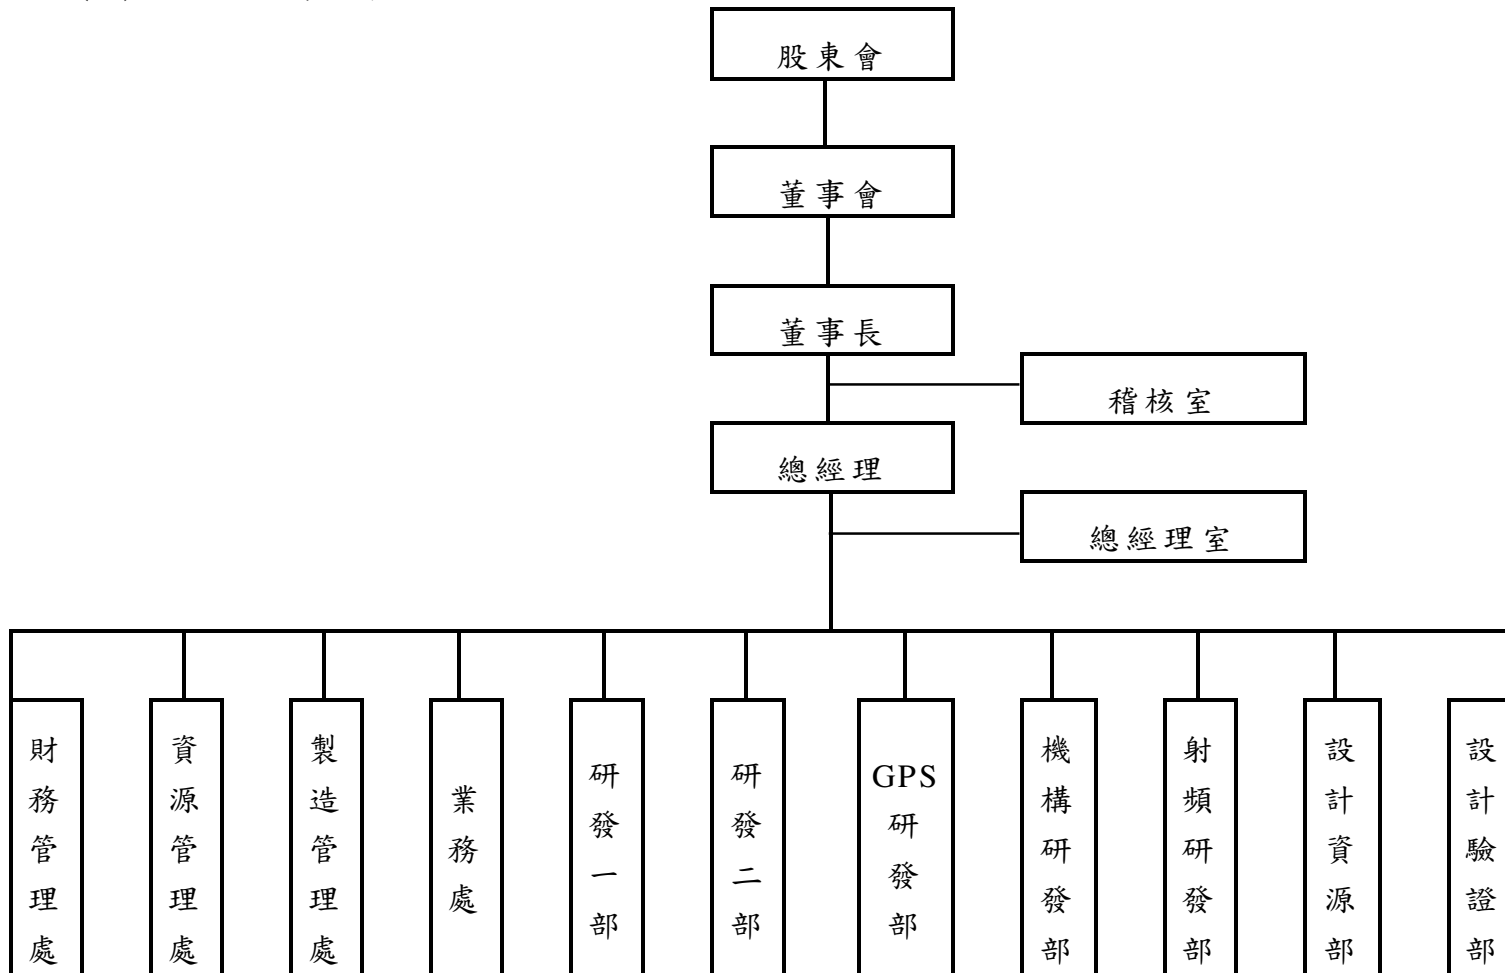 股東會
董事會
董事長
稽核室
總經理
總經理室
財務管理處
資源管理處
製造管理處
業務處
研發一部
研發二部
GPS研發部
機構研發部
射頻研發部
設計資源部
設計驗證部